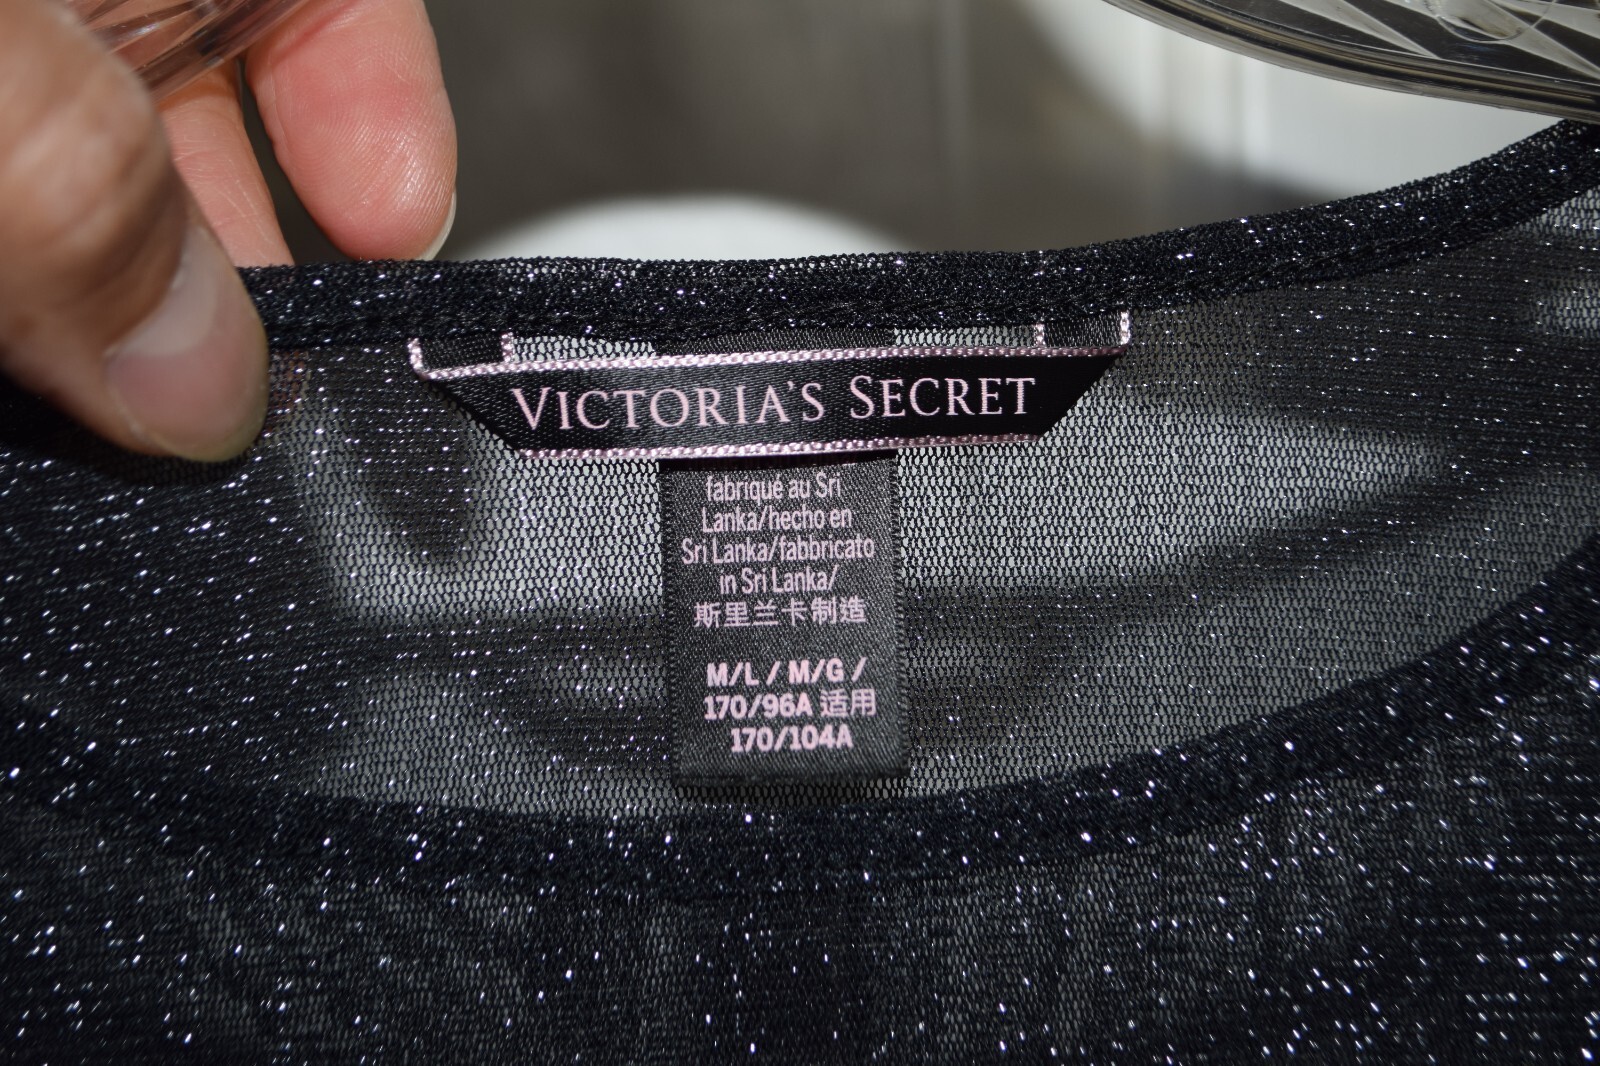 VICTORIA'S SECRET
fabriqué au Sri
Lanka/hecho en
Sri Lanka/fabbricato
in Sri Lanka/
斯里兰卡制造
M/L / M/G /
170/96A 适用
170/104A